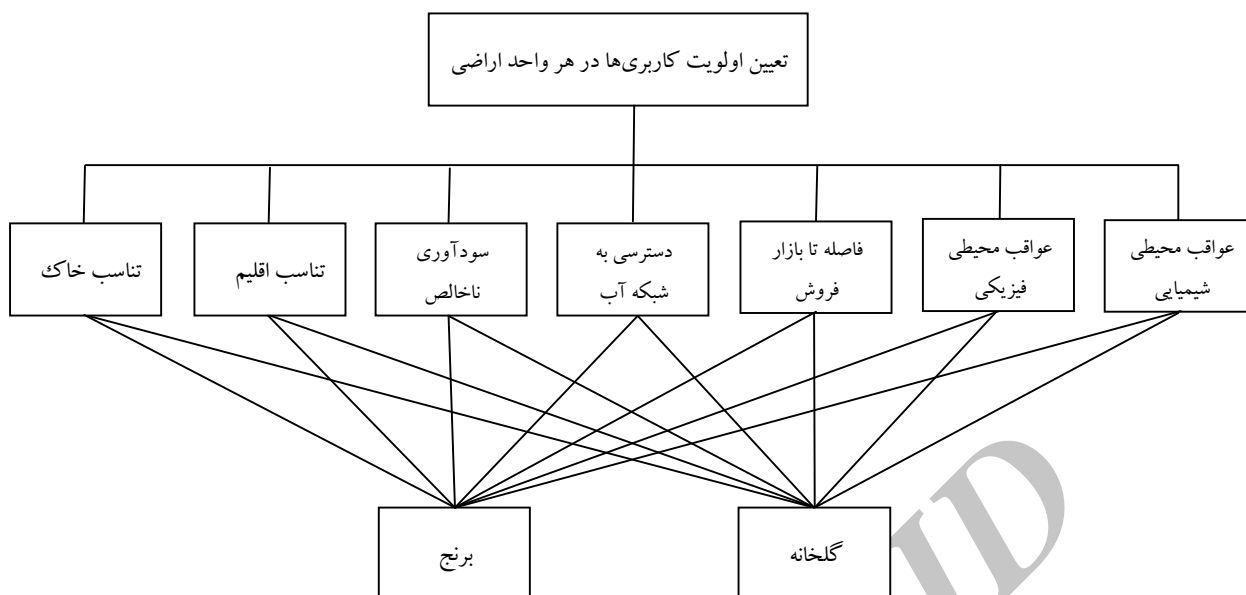 تعیین اولویت کاربری‌ها در هر واحد اراضی
عواقب محیطی
شیمیایی
عواقب محیطی
فیزیکی
فاصله تا بازار
فروش
دسترسی به
شبکه آب
سودآوری
ناخالص
تناسب اقلیم
تناسب خاک
گلخانه
برنج